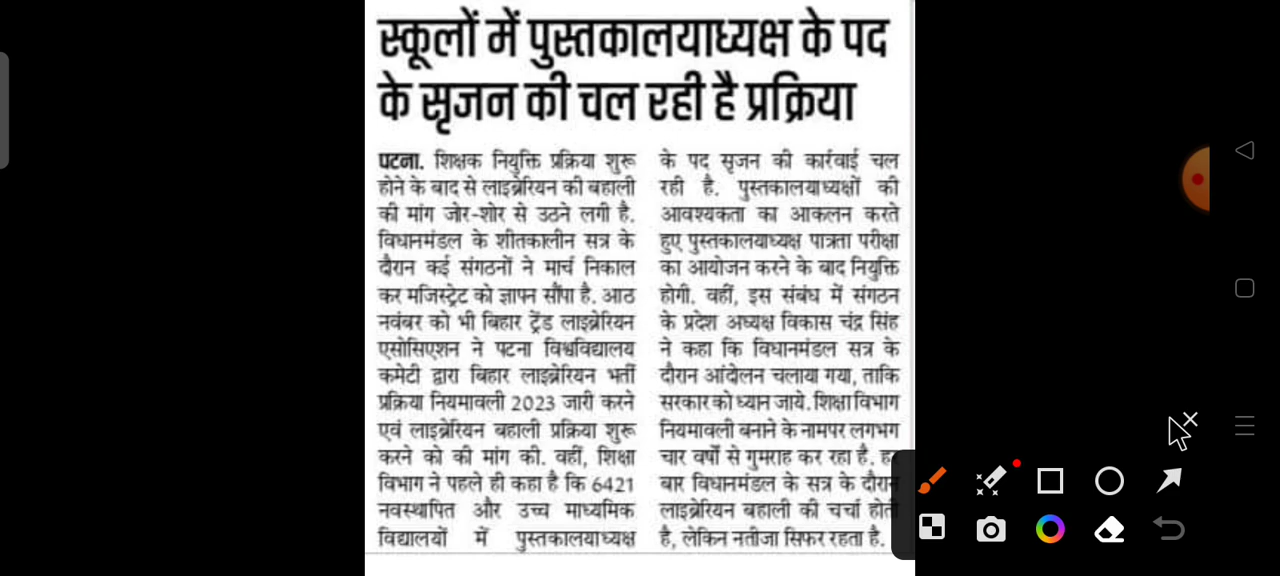 स्कूलों में पुस्तकालयाध्यक्ष के पद
के सृजन की चल रही है प्रक्रिया
पटना. शिक्षक नियुक्ति प्रक्रिया शुरू
होने के बाद से लाइब्रेरियन की बहाली
की मांग जोर-शोर से उठने लगी है.
विधानमंडल के शीतकालीन सत्र के
दौरान कई संगठनों ने मार्च निकाल
कर मजिस्ट्रेट को ज्ञापन सौंपा है. आठ
नवंबर को भी बिहार ट्रेंड लाइब्रेरियन
एसोसिएशन ने पटना विश्वविद्यालय
कमेटी द्वारा बिहार लाइब्रेरियन भर्ती
प्रक्रिया नियमावली 2023 जारी करने
एवं लाइब्रेरियन बहाली प्रक्रिया शुरू
करने को की मांग की. वहीं, शिक्षा
विभाग ने पहले ही कहा है कि 6421
नवस्थापित और उच्च माध्यमिक
विद्यालयों में पुस्तकालयाध्यक्ष
के पद सृजन की कार्रवाई चल
रही है. पुस्तकालयाध्यक्षों की
आवश्यकता का आकलन करते
हुए पुस्तकालयाध्यक्ष पात्रता परीक्षा
का आयोजन करने के बाद नियुक्ति
होगी. वहीं, इस संबंध में संगठन
के प्रदेश अध्यक्ष विकास चंद्र सिंह
ने कहा कि विधानमंडल सत्र के
दौरान आंदोलन चलाया गया, ताकि
सरकार को ध्यान जाये. शिक्षा विभाग
नियमावली बनाने के नामपर लगभग
चार वर्षों से गुमराह कर रहा है. हर
बार विधानमंडल के सत्र के दौरान
लाइब्रेरियन बहाली की चर्चा होती
है, लेकिन नतीजा सिफर रहता है.